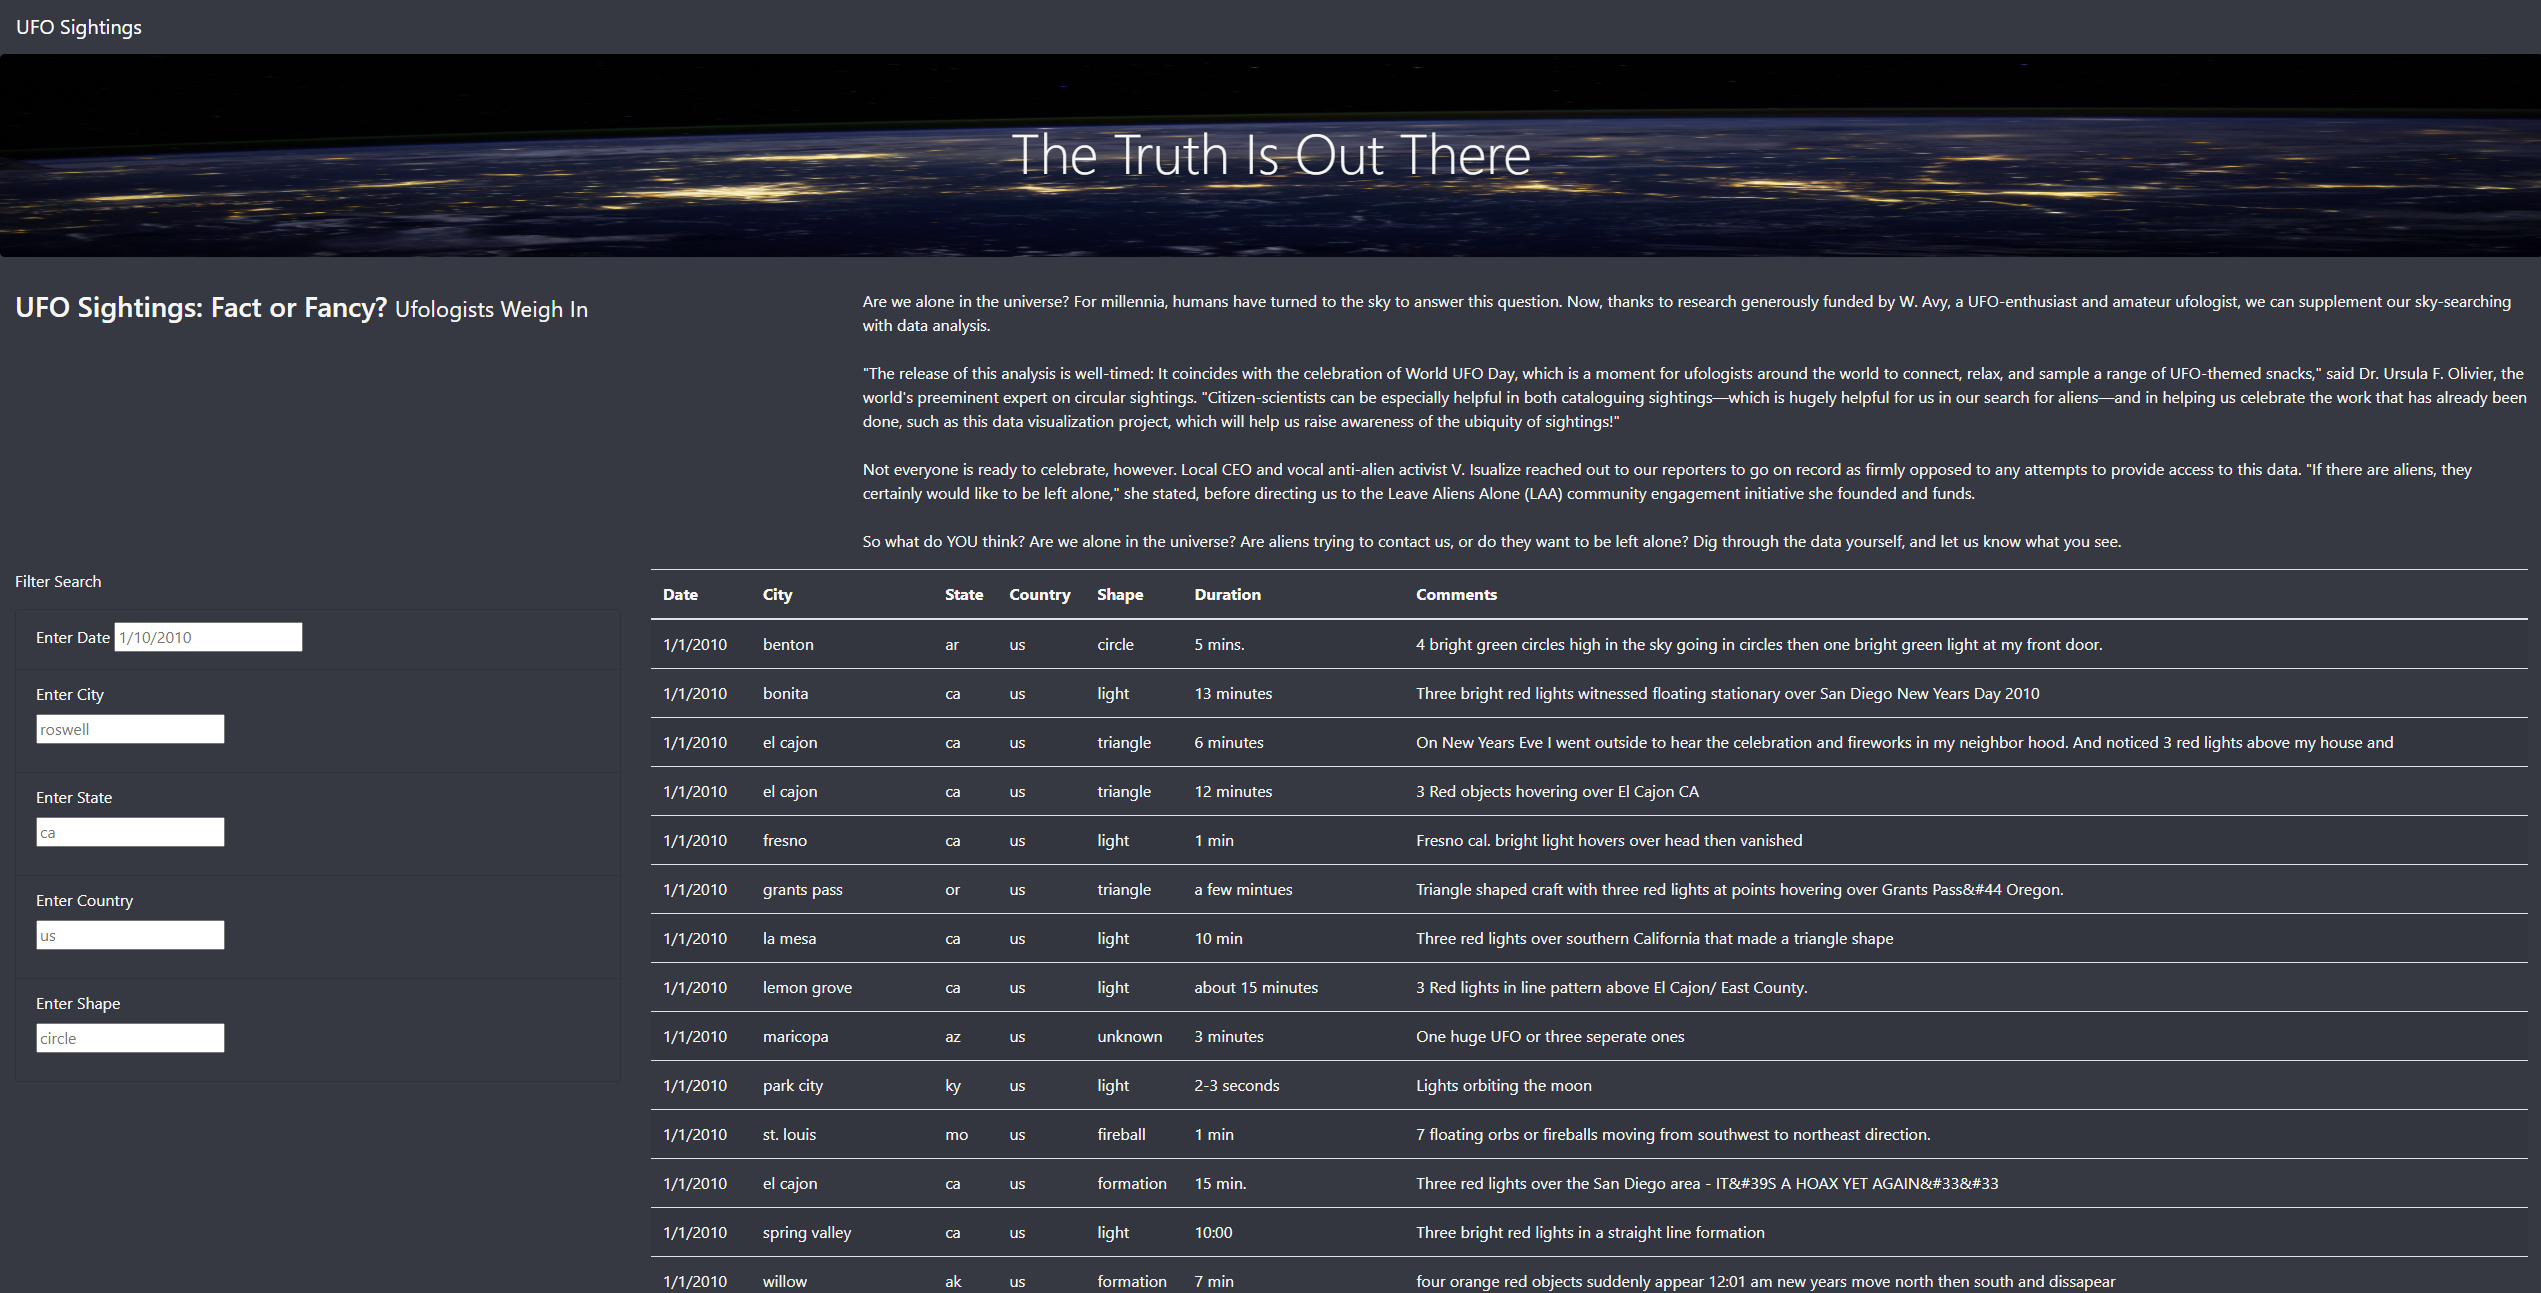 UFO Sightings
The Truth Is Out There
UFO Sightings: Fact or Fancy? Ufologists Weigh In
Are we alone in the universe? For millennia, humans have turned to the sky to answer this question. Now, thanks to research generously funded by W. Avy, a UFO-enthusiast and amateur ufologist, we can supplement our sky-searching
with data analysis.
"The release of this analysis is well-timed: It coincides with the celebration of World UFO Day, which is a moment for ufologists around the world to connect, relax, and sample a range of UFO-themed snacks," said Dr. Ursula F. Olivier, the
world's preeminent expert on circular sightings. "Citizen-scientists can be especially helpful in both cataloguing sightings—which is hugely helpful for us in our search for aliens—and in helping us celebrate the work that has already been
done, such as this data visualization project, which will help us raise awareness of the ubiquity of sightings!"
Not everyone is ready to celebrate, however. Local CEO and vocal anti-alien activist V. Isualize reached out to our reporters to go on record as firmly opposed to any attempts to provide access to this data. "If there are aliens, they
certainly would like to be left alone," she stated, before directing us to the Leave Aliens Alone (LAA) community engagement initiative she founded and funds.
So what do YOU think? Are we alone in the universe? Are aliens trying to contact us, or do they want to be left alone? Dig through the data yourself, and let us know what you see.
Filter Search
Enter Date 1/10/2010
Enter City
roswell
Enter State
ca
Enter Country
us
Enter Shape
circle
Date City State Country Shape Duration Comments
1/1/2010 benton ar us circle 5 mins. 4 bright green circles high in the sky going in circles then one bright green light at my front door.
1/1/2010 bonita ca us light 13 minutes Three bright red lights witnessed floating stationary over San Diego New Years Day 2010
1/1/2010 el cajon ca us triangle 6 minutes On New Years Eve I went outside to hear the celebration and fireworks in my neighbor hood. And noticed 3 red lights above my house and
1/1/2010 el cajon ca us triangle 12 minutes 3 Red objects hovering over El Cajon CA
1/1/2010 fresno ca us light 1 min Fresno cal. bright light hovers over head then vanished
1/1/2010 grants pass or us triangle a few mintues Triangle shaped craft with three red lights at points hovering over Grants Pass&#44 Oregon.
1/1/2010 la mesa ca us light 10 min Three red lights over southern California that made a triangle shape
1/1/2010 lemon grove ca us light about 15 minutes 3 Red lights in line pattern above El Cajon/ East County.
1/1/2010 maricopa az us unknown 3 minutes One huge UFO or three seperate ones
1/1/2010 park city ky us light 2-3 seconds Lights orbiting the moon
1/1/2010 st. louis mo us fireball 1 min 7 floating orbs or fireballs moving from southwest to northeast direction.
1/1/2010 el cajon ca us formation 15 min. Three red lights over the San Diego area - IT&#39S A HOAX YET AGAIN&#33&#33
1/1/2010 spring valley ca us light 10:00 Three bright red lights in a straight line formation
1/1/2010 willow ak us formation 7 min four orange red objects suddenly appear 12:01 am new years move north then south and dissapear